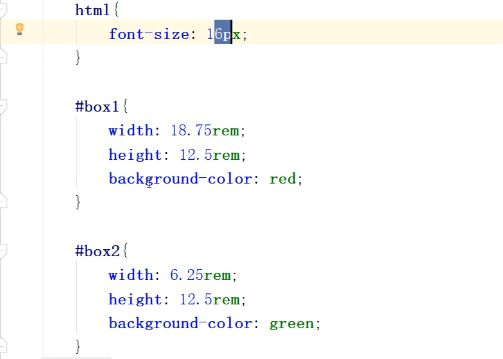 html{
font-size: 16px;
}
#box1{
width: 18.75rem;
height: 12.5rem;
background-color: red;
}
#box2{
width: 6.25rem;
height: 12.5rem;
background-color: green;
}